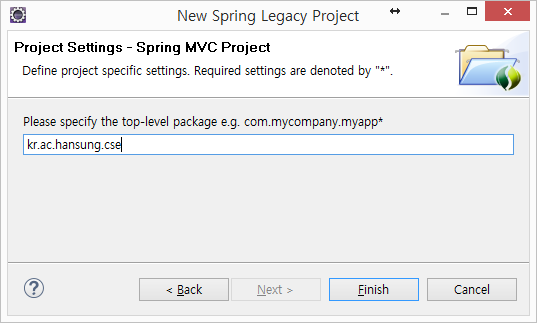 New Spring Legacy Project
Project Settings - Spring MVC Project
Define project specific settings. Required settings are denoted by "*".
Please specify the top-level package e.g. com.mycompany.myapp*
kr.ac.hansung.cse
?
< Back
Next >
Finish
Cancel